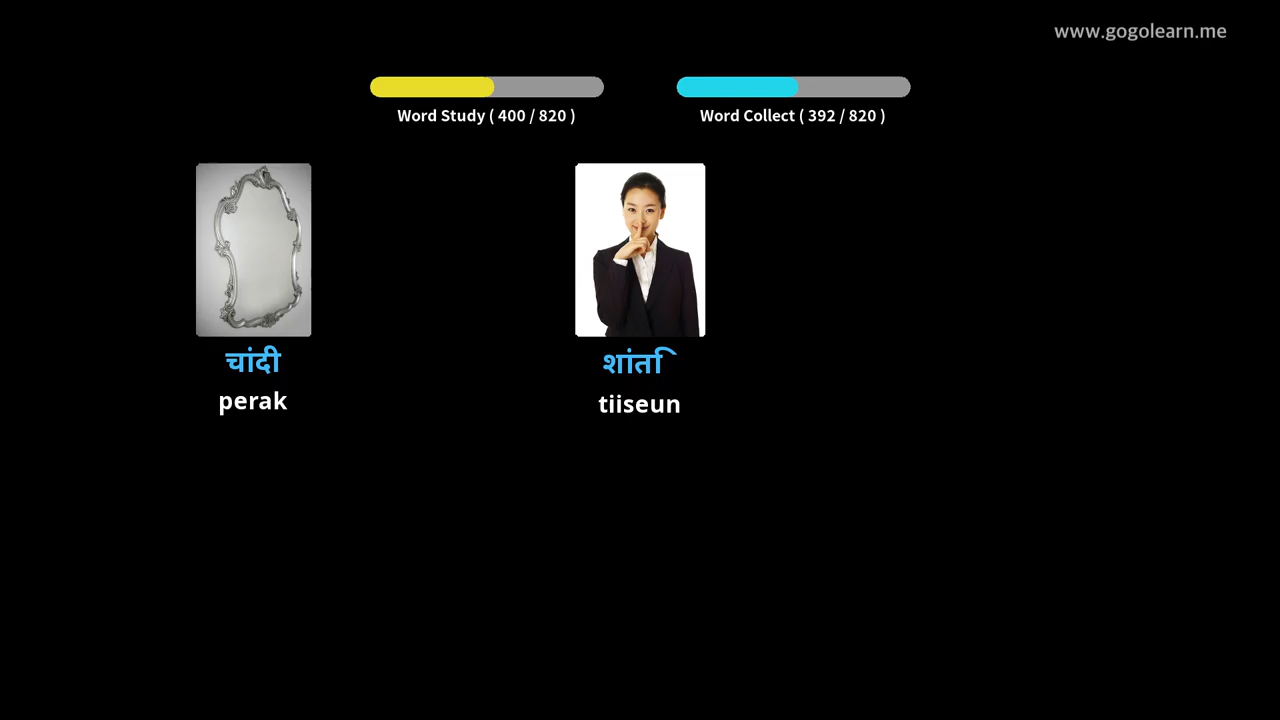 www.gogolearn.me
Word Study ( 400 / 820 )
Word Collect ( 392 / 820 )
चांदी
शांति
perak
tiiseun